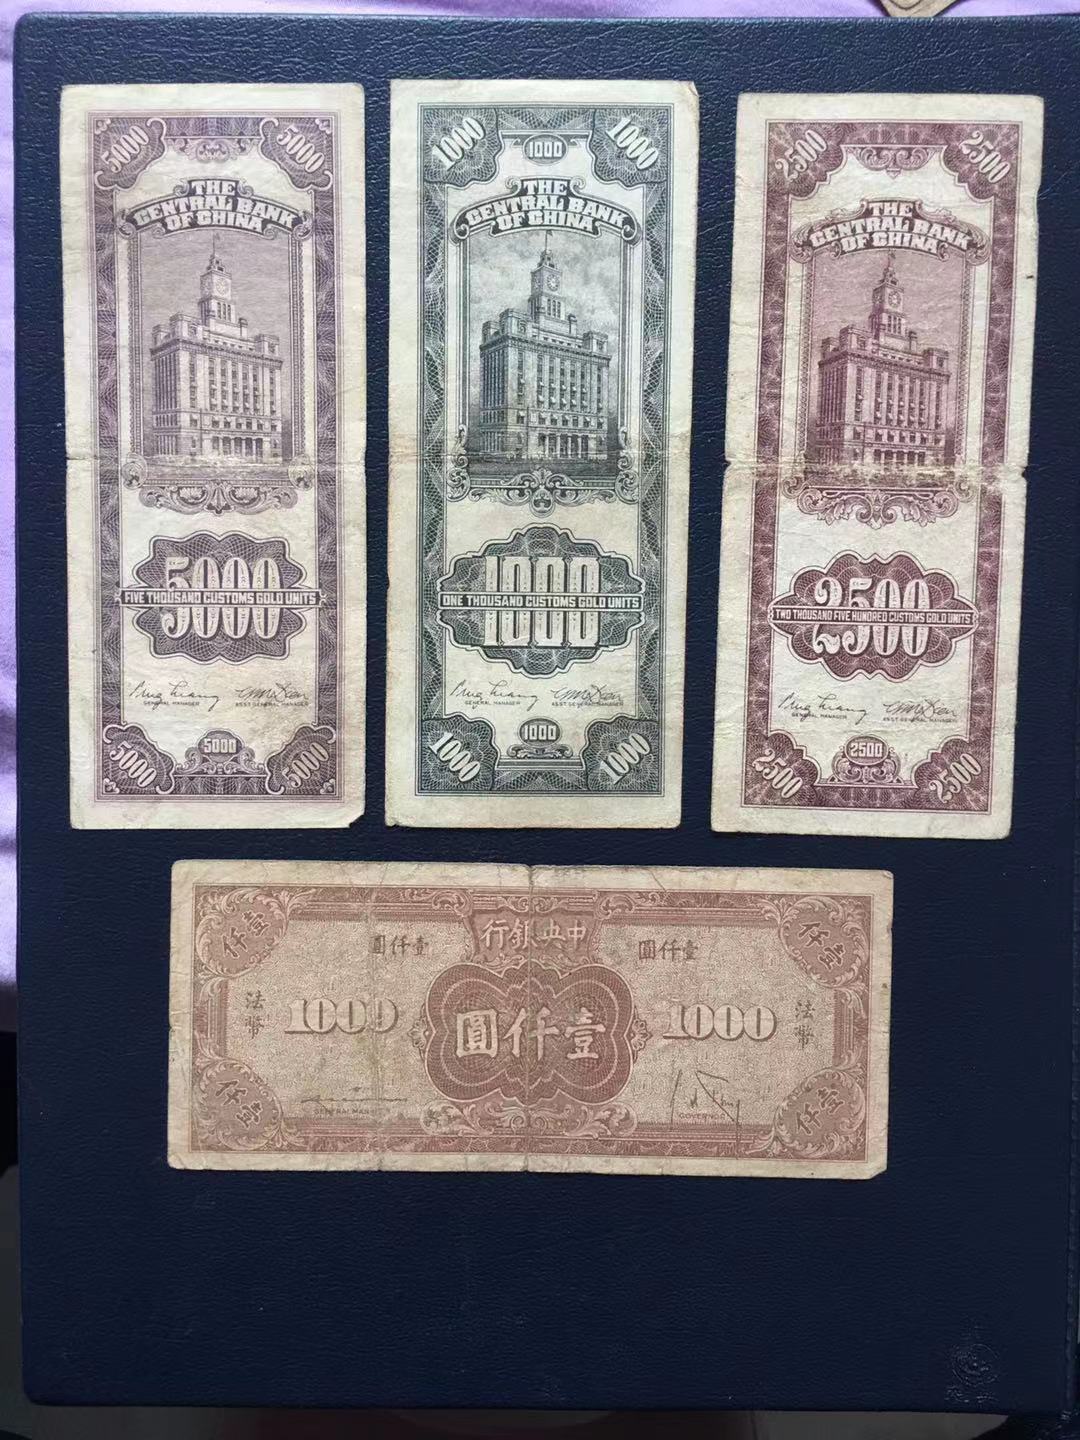 5000
5000
THE
CENTRAL BANK
OF CHINA
5000
FIVE THOUSAND CUSTOMS GOLD UNITS
GENERAL MANAGER
ASST GENERAL MANAGER
5000
5000
5000
1000
1000
1000
THE
CENTRAL BANK
OF CHINA
1000
ONE THOUSAND CUSTOMS GOLD UNITS
GENERAL MANAGER
ASST GENERAL MANAGER
1000
1000
1000
2500
2500
THE
CENTRAL BANK
OF CHINA
2500
TWO THOUSAND FIVE HUNDRED CUSTOMS GOLD UNITS
GENERAL MANAGER
ASST GENERAL MANAGER
2500
2500
2500
行銀央中
仟壹
仟壹
圓仟壹
圓仟壹
法幣
1000
圓仟壹
1000
法幣
仟壹
仟壹
GENERAL MANAGER
GOVERNOR